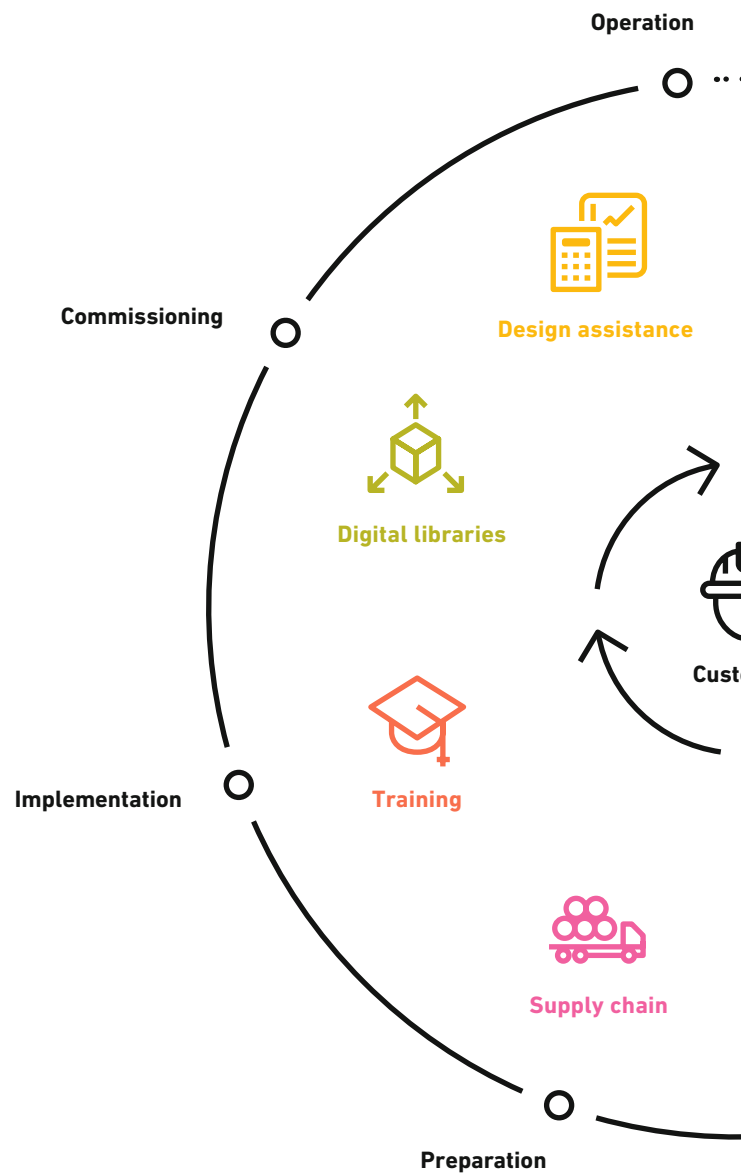 Operation
Design assistance
Commissioning
Digital libraries
Training
Implementation
Supply chain
Preparation